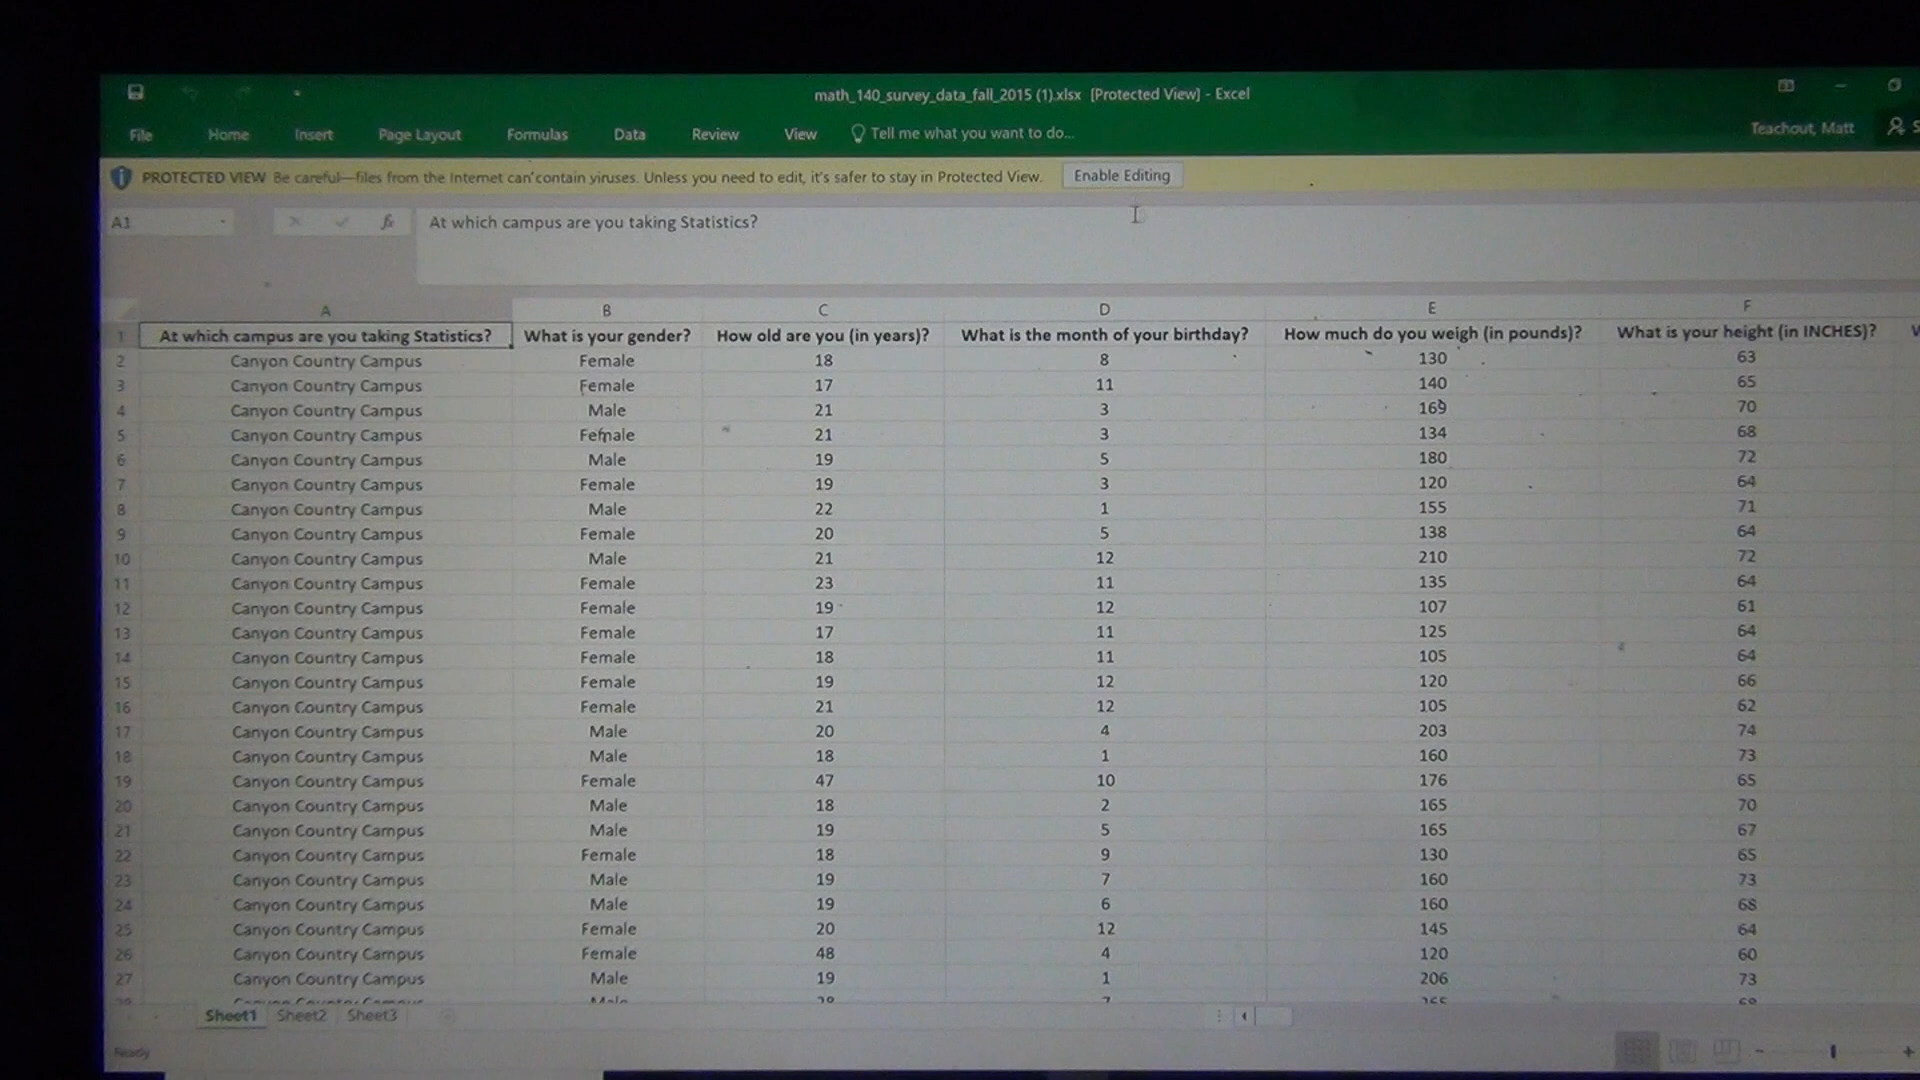 math_140_survey_data_fall_2015 (1).xlsx [Protected View] - Excel
File Home Insert Page Layout Formulas Data Review View Tell me what you want to do... Teachout, Matt
PROTECTED VIEW Be careful—files from the Internet can contain viruses. Unless you need to edit, it's safer to stay in Protected View. Enable Editing
A1 fx At which campus are you taking Statistics?
A B C D E F
1 At which campus are you taking Statistics? What is your gender? How old are you (in years)? What is the month of your birthday? How much do you weigh (in pounds)? What is your height (in INCHES)?
2 Canyon Country Campus Female 18 8 130 63
3 Canyon Country Campus Female 17 11 140 65
4 Canyon Country Campus Male 21 3 169 70
5 Canyon Country Campus Female 21 3 134 68
6 Canyon Country Campus Male 19 5 180 72
7 Canyon Country Campus Female 19 3 120 64
8 Canyon Country Campus Male 22 1 155 71
9 Canyon Country Campus Female 20 5 138 64
10 Canyon Country Campus Male 21 12 210 72
11 Canyon Country Campus Female 23 11 135 64
12 Canyon Country Campus Female 19 12 107 61
13 Canyon Country Campus Female 17 11 125 64
14 Canyon Country Campus Female 18 11 105 64
15 Canyon Country Campus Female 19 12 120 66
16 Canyon Country Campus Female 21 12 105 62
17 Canyon Country Campus Male 20 4 203 74
18 Canyon Country Campus Male 18 1 160 73
19 Canyon Country Campus Female 47 10 176 65
20 Canyon Country Campus Male 18 2 165 70
21 Canyon Country Campus Male 19 5 165 67
22 Canyon Country Campus Female 18 9 130 65
23 Canyon Country Campus Male 19 7 160 73
24 Canyon Country Campus Male 19 6 160 68
25 Canyon Country Campus Female 20 12 145 64
26 Canyon Country Campus Female 48 4 120 60
27 Canyon Country Campus Male 19 1 206 73
Sheet1 Sheet2 Sheet3
Ready